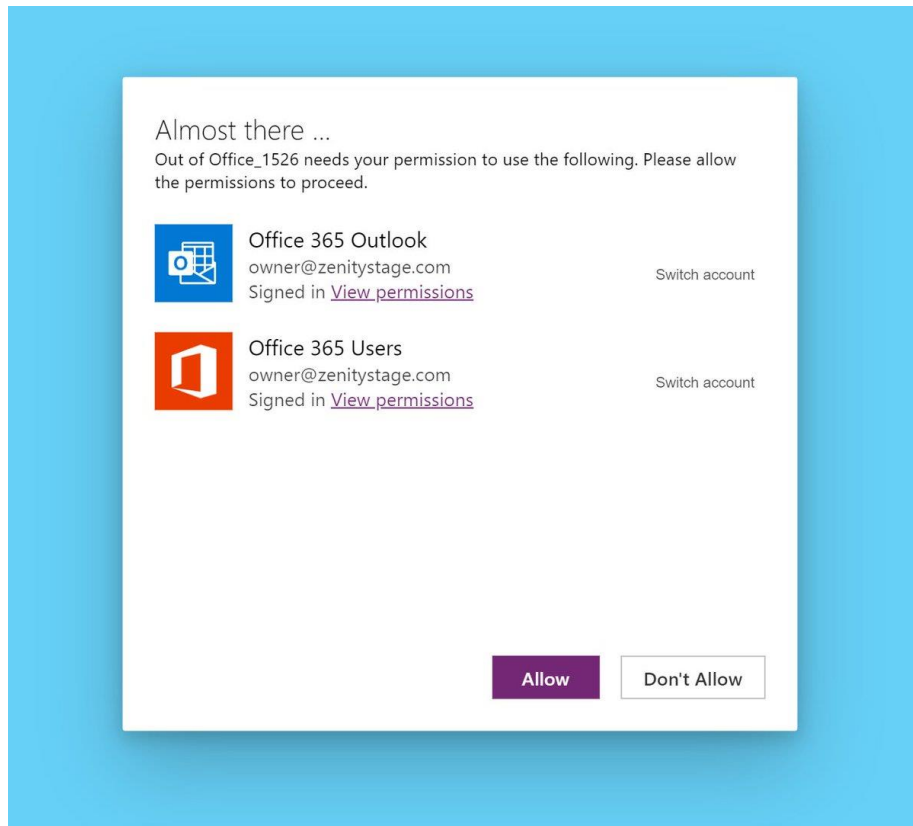 Almost there ...
Out of Office_1526 needs your permission to use the following. Please allow
the permissions to proceed.
Office 365 Outlook
owner@zenitystage.com
Signed in View permissions
Switch account
Office 365 Users
owner@zenitystage.com
Signed in View permissions
Switch account
Allow
Don't Allow